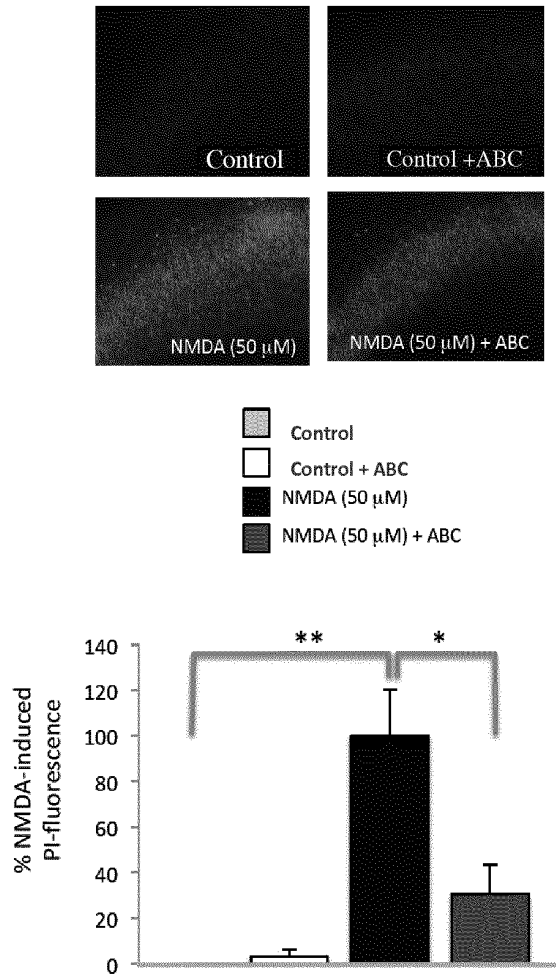 Control
Control +ABC
NMDA (50 μM)
NMDA (50 μM) + ABC
Control
Control + ABC
NMDA (50 μM)
NMDA (50 μM) + ABC
% NMDA-induced
PI-fluorescence
140
120
100
80
60
40
20
0
**
*